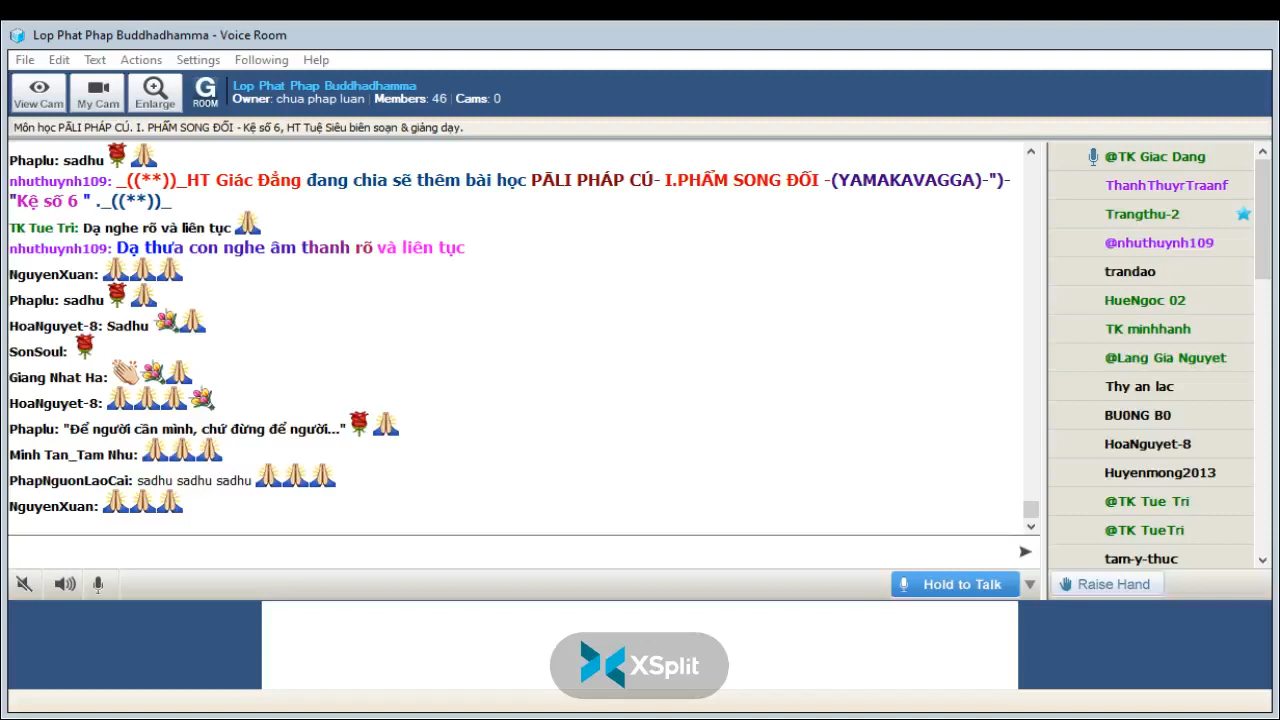 Lop Phat Phap Buddhadhamma - Voice Room
File Edit Text Actions Settings Following Help
View Cam My Cam Enlarge G ROOM
Lop Phat Phap Buddhadhamma
Owner: chua phap luan | Members: 46 | Cams: 0
Môn học PĀLI PHÁP CÚ. I. PHẨM SONG ĐỐI - Kệ số 6, HT Tuệ Siêu biên soạn & giảng dạy.
Phaplu: sadhu
nhuthuynh109: _((**))_HT Giác Đẳng đang chia sẽ thêm bài học PĀLI PHÁP CÚ- I.PHẨM SONG ĐỐI -(YAMAKAVAGGA)-")-
"Kệ số 6 " ._((**))_
TK Tue Tri: Dạ nghe rõ và liên tục
nhuthuynh109: Dạ thưa con nghe âm thanh rõ và liên tục
NguyenXuan:
Phaplu: sadhu
HoaNguyet-8: Sadhu
SonSoul:
Giang Nhat Ha:
HoaNguyet-8:
Phaplu: "Để người cần mình, chứ đừng để người..."
Minh Tan_Tam Nhu:
PhapNguonLaoCai: sadhu sadhu sadhu
NguyenXuan:
@TK Giac Dang
ThanhThuyrTraanf
Trangthu-2
@nhuthuynh109
trandao
HueNgoc 02
TK minhhanh
@Lang Gia Nguyet
Thy an lac
BU0NG B0
HoaNguyet-8
Huyenmong2013
@TK Tue Tri
@TK TueTri
tam-y-thuc
Hold to Talk
Raise Hand
XSplit